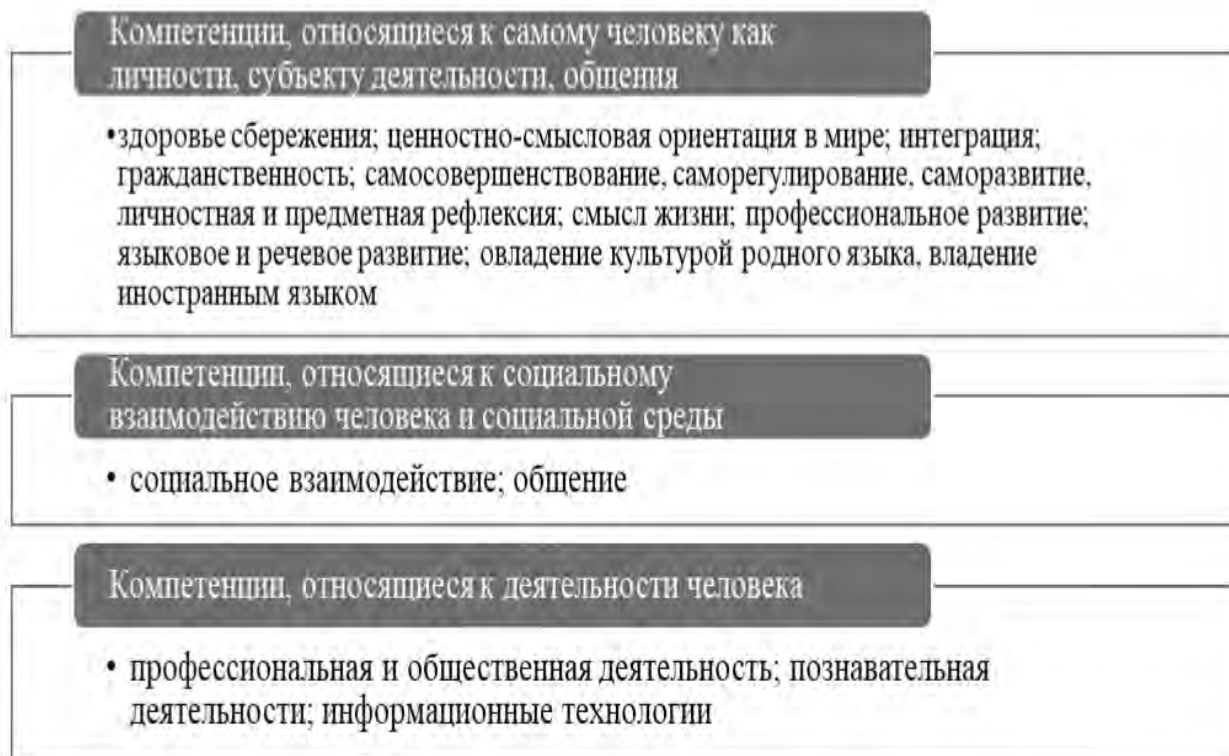 Компетенции, относящиеся к самому человеку как
личности, субъекту деятельности, общения
•здоровье сбережения; ценностно-смысловая ориентация в мире; интеграция;
гражданственность; самосовершенствование, саморегулирование, саморазвитие,
личностная и предметная рефлексия; смысл жизни; профессиональное развитие;
языковое и речевое развитие; овладение культурой родного языка, владение
иностранным языком
Компетенции, относящиеся к социальному
взаимодействию человека и социальной среды
• социальное взаимодействие; общение
Компетенции, относящиеся к деятельности человека
• профессиональная и общественная деятельность; познавательная
деятельности; информационные технологии